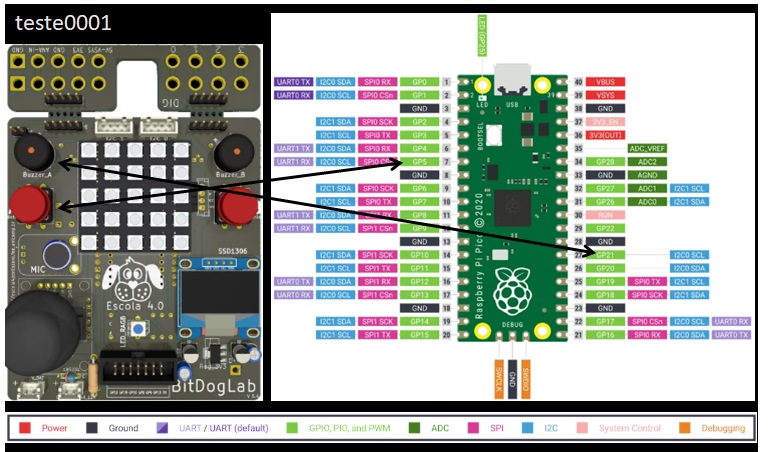 teste0001
GND ANA-IN GND 3V3 VSYS-5V
0 1 2 3
DIG
Buzzer_A
Buzzer_B
MIC
SSD1306
Escola 4.0
LED RAGB
BitDogLab
LED (GP25)
UART0 TX I2C0 SDA SPI0 RX GP0 1
UART0 RX I2C0 SCL SPI0 CSn GP1 2
GND 3
I2C1 SDA SPI0 SCK GP2 4
I2C1 SCL SPI0 TX GP3 5
UART1 TX I2C0 SDA SPI0 RX GP4 6
UART1 RX I2C0 SCL SPI0 CS GP5 7
GND 8
I2C1 SDA SPI0 SCK GP6 9
I2C1 SCL SPI0 TX GP7 10
UART1 TX I2C0 SDA SPI1 RX GP8 11
UART1 RX I2C0 SCL SPI1 CSn GP9
GND 13
I2C1 SDA SPI1 SCK GP10 14
I2C1 SCL SPI1 TX GP11 15
UART0 TX I2C0 SDA SPI1 RX GP12 16
UART0 RX I2C0 SCL SPI1 CSn GP13 17
GND 18
I2C1 SDA SPI1 SCK GP14 19
I2C1 SCL SPI1 TX GP15 20
1
2
39
LED
USB
BOOTSEL
Raspberry Pi Pico © 2020
DEBUG
40 VBUS
39 VSYS
38 GND
37 3V3_EN
36 3V3(OUT)
35 ADC_VREF
34 GP28 ADC2
33 GND AGND
32 GP27 ADC1 I2C1 SCL
31 GP26 ADC0 I2C1 SDA
30 RUN
29 GP22
28 GND
27 GP21 I2C0 SCL
26 GP20 I2C0 SDA
25 GP19 SPI0 TX I2C1 SCL
24 GP18 SPI0 SCK I2C1 SDA
23 GND
22 GP17 SPI0 CSn I2C0 SCL UART0 RX
21 GP16 SPI0 RX I2C0 SDA UART0 TX
SWCLK
GND
SWDIO
Power Ground UART / UART (default) GPIO, PIO, and PWM ADC SPI I2C System Control Debugging